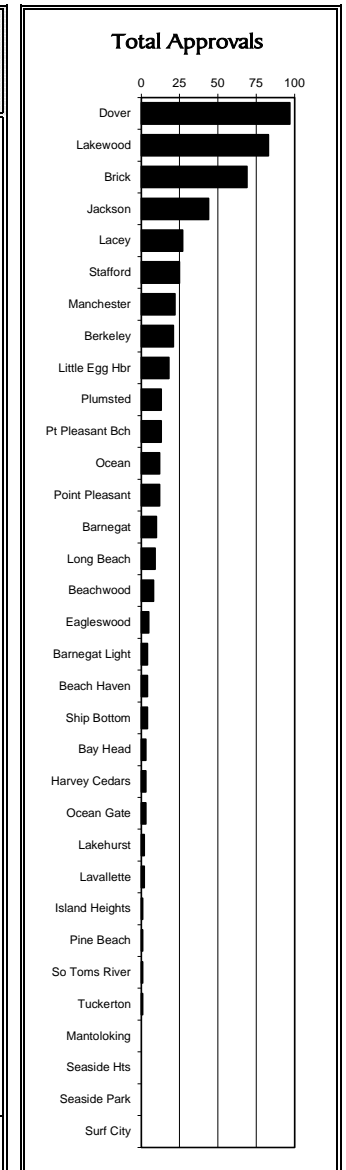 Total Approvals
0 25 50 75 100
Dover
Lakewood
Brick
Jackson
Lacey
Stafford
Manchester
Berkeley
Little Egg Hbr
Plumsted
Pt Pleasant Bch
Ocean
Point Pleasant
Barnegat
Long Beach
Beachwood
Eagleswood
Barnegat Light
Beach Haven
Ship Bottom
Bay Head
Harvey Cedars
Ocean Gate
Lakehurst
Lavallette
Island Heights
Pine Beach
So Toms River
Tuckerton
Mantoloking
Seaside Hts
Seaside Park
Surf City